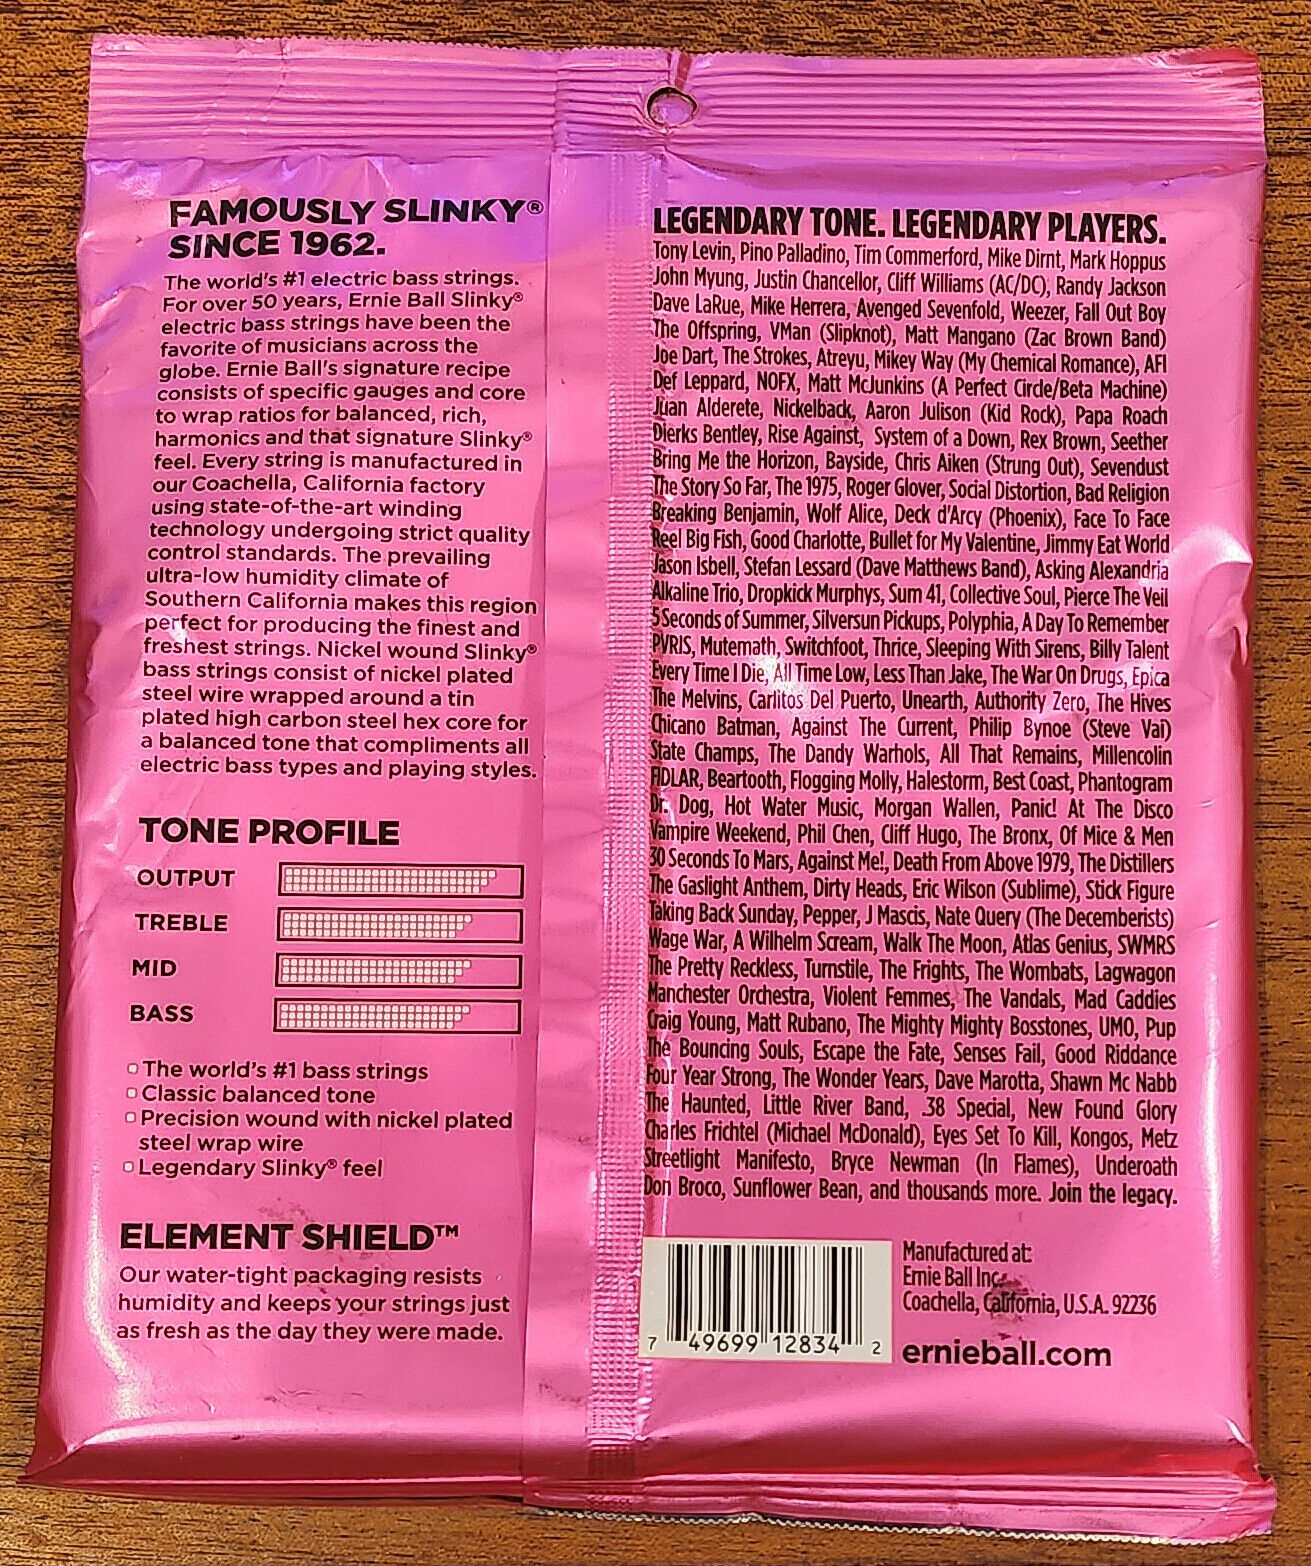 FAMOUSLY SLINKY®
SINCE 1962.
The world's #1 electric bass strings.
For over 50 years, Ernie Ball Slinky®
electric bass strings have been the
favorite of musicians across the
globe. Ernie Ball's signature recipe
consists of specific gauges and core
to wrap ratios for balanced, rich,
harmonics and that signature Slinky®
feel. Every string is manufactured in
our Coachella, California factory
using state-of-the-art winding
technology undergoing strict quality
control standards. The prevailing
ultra-low humidity climate of
Southern California makes this region
perfect for producing the finest and
freshest strings. Nickel wound Slinky®
bass strings consist of nickel plated
steel wire wrapped around a tin
plated high carbon steel hex core for
a balanced tone that compliments all
electric bass types and playing styles.
TONE PROFILE
OUTPUT
TREBLE
MID
BASS
The world's #1 bass strings
Classic balanced tone
Precision wound with nickel plated
steel wrap wire
Legendary Slinky® feel
ELEMENT SHIELD™
Our water-tight packaging resists
humidity and keeps your strings just
as fresh as the day they were made.
LEGENDARY TONE. LEGENDARY PLAYERS.
Tony Levin, Pino Palladino, Tim Commerford, Mike Dirnt, Mark Hoppus
John Myung, Justin Chancellor, Cliff Williams (AC/DC), Randy Jackson
Dave LaRue, Mike Herrera, Avenged Sevenfold, Weezer, Fall Out Boy
The Offspring, VMan (Slipknot), Matt Mangano (Zac Brown Band)
Joe Dart, The Strokes, Atreyu, Mikey Way (My Chemical Romance), AFI
Def Leppard, NOFX, Matt McJunkins (A Perfect Circle/Beta Machine)
Juan Alderete, Nickelback, Aaron Julison (Kid Rock), Papa Roach
Dierks Bentley, Rise Against, System of a Down, Rex Brown, Seether
Bring Me the Horizon, Bayside, Chris Aiken (Strung Out), Sevendust
The Story So Far, The 1975, Roger Glover, Social Distortion, Bad Religion
Breaking Benjamin, Wolf Alice, Deck d'Arcy (Phoenix), Face To Face
Reel Big Fish, Good Charlotte, Bullet for My Valentine, Jimmy Eat World
Jason Isbell, Stefan Lessard (Dave Matthews Band), Asking Alexandria
Alkaline Trio, Dropkick Murphys, Sum 41, Collective Soul, Pierce The Veil
5 Seconds of Summer, Silversun Pickups, Polyphia, A Day To Remember
PVRIS, Mutemath, Switchfoot, Thrice, Sleeping With Sirens, Billy Talent
Every Time I Die, All Time Low, Less Than Jake, The War On Drugs, Epica
The Melvins, Carlitos Del Puerto, Unearth, Authority Zero, The Hives
Chicano Batman, Against The Current, Philip Bynoe (Steve Vai)
State Champs, The Dandy Warhols, All That Remains, Millencolin
FIDLAR, Beartooth, Flogging Molly, Halestorm, Best Coast, Phantogram
Dr. Dog, Hot Water Music, Morgan Wallen, Panic! At The Disco
Vampire Weekend, Phil Chen, Cliff Hugo, The Bronx, Of Mice & Men
30 Seconds To Mars, Against Me!, Death From Above 1979, The Distillers
The Gaslight Anthem, Dirty Heads, Eric Wilson (Sublime), Stick Figure
Taking Back Sunday, Pepper, J Mascis, Nate Query (The Decemberists)
Wage War, A Wilhelm Scream, Walk The Moon, Atlas Genius, SWMRS
The Pretty Reckless, Turnstile, The Frights, The Wombats, Lagwagon
Manchester Orchestra, Violent Femmes, The Vandals, Mad Caddies
Craig Young, Matt Rubano, The Mighty Mighty Bosstones, UMO, Pup
The Bouncing Souls, Escape the Fate, Senses Fail, Good Riddance
Four Year Strong, The Wonder Years, Dave Marotta, Shawn Mc Nabb
The Haunted, Little River Band, .38 Special, New Found Glory
Charles Frichtel (Michael McDonald), Eyes Set To Kill, Kongos, Metz
Streetlight Manifesto, Bryce Newman (In Flames), Underoath
Don Broco, Sunflower Bean, and thousands more. Join the legacy.
7 49699 12834 2
Manufactured at:
Ernie Ball Inc.
Coachella, California, U.S.A. 92236
ernieball.com